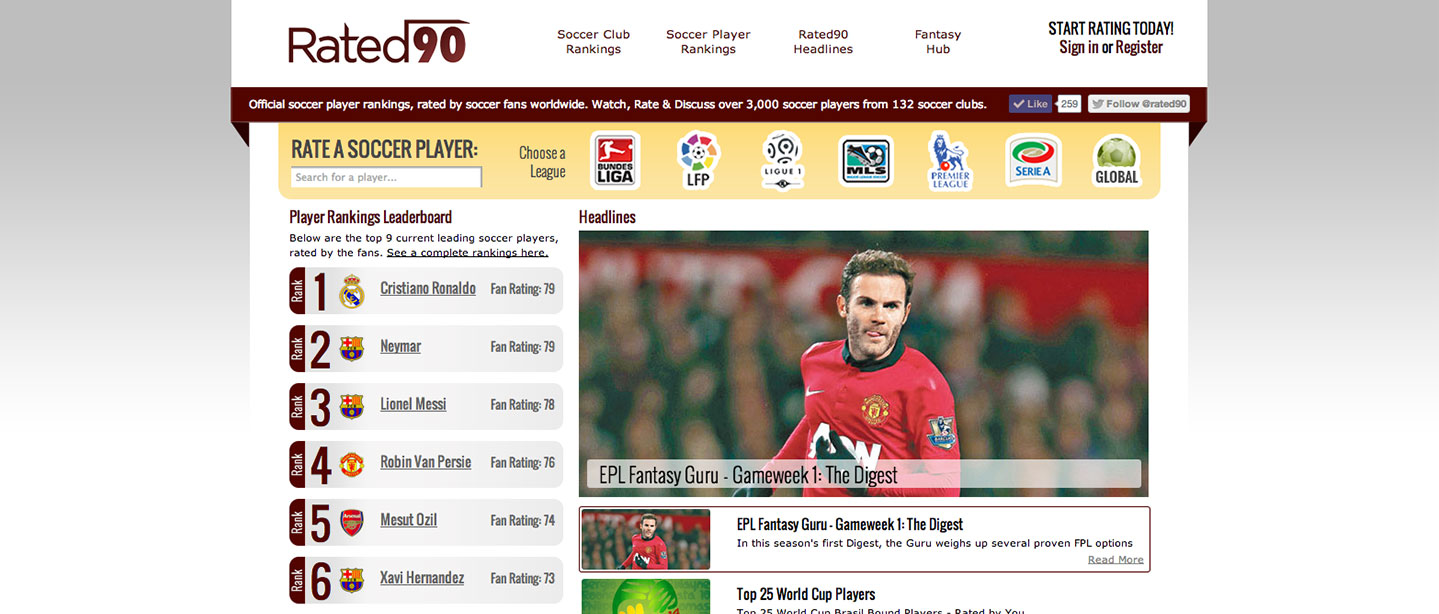 Rated90
Soccer Club
Rankings
Soccer Player
Rankings
Rated90
Headlines
Fantasy
Hub
START RATING TODAY!
Sign in or Register
Official soccer player rankings, rated by soccer fans worldwide. Watch, Rate & Discuss over 3,000 soccer players from 132 soccer clubs.
Like
259
Follow @rated90
RATE A SOCCER PLAYER:
Search for a player...
Choose a
League
BUNDES
LIGA
LFP
LIGUE 1
MLS
PREMIER
LEAGUE
SERIE A
GLOBAL
Player Rankings Leaderboard
Below are the top 9 current leading soccer players,
rated by the fans. See a complete rankings here.
Rank 1 Cristiano Ronaldo Fan Rating: 79
Rank 2 Neymar Fan Rating: 79
Rank 3 Lionel Messi Fan Rating: 78
Rank 4 Robin Van Persie Fan Rating: 76
Rank 5 Mesut Ozil Fan Rating: 74
Rank 6 Xavi Hernandez Fan Rating: 73
Headlines
EPL Fantasy Guru - Gameweek 1: The Digest
EPL Fantasy Guru - Gameweek 1: The Digest
In this season's first Digest, the Guru weighs up several proven FPL options
Read More
Top 25 World Cup Players
Top 25 World Cup Brasil Bound Players - Rated by You